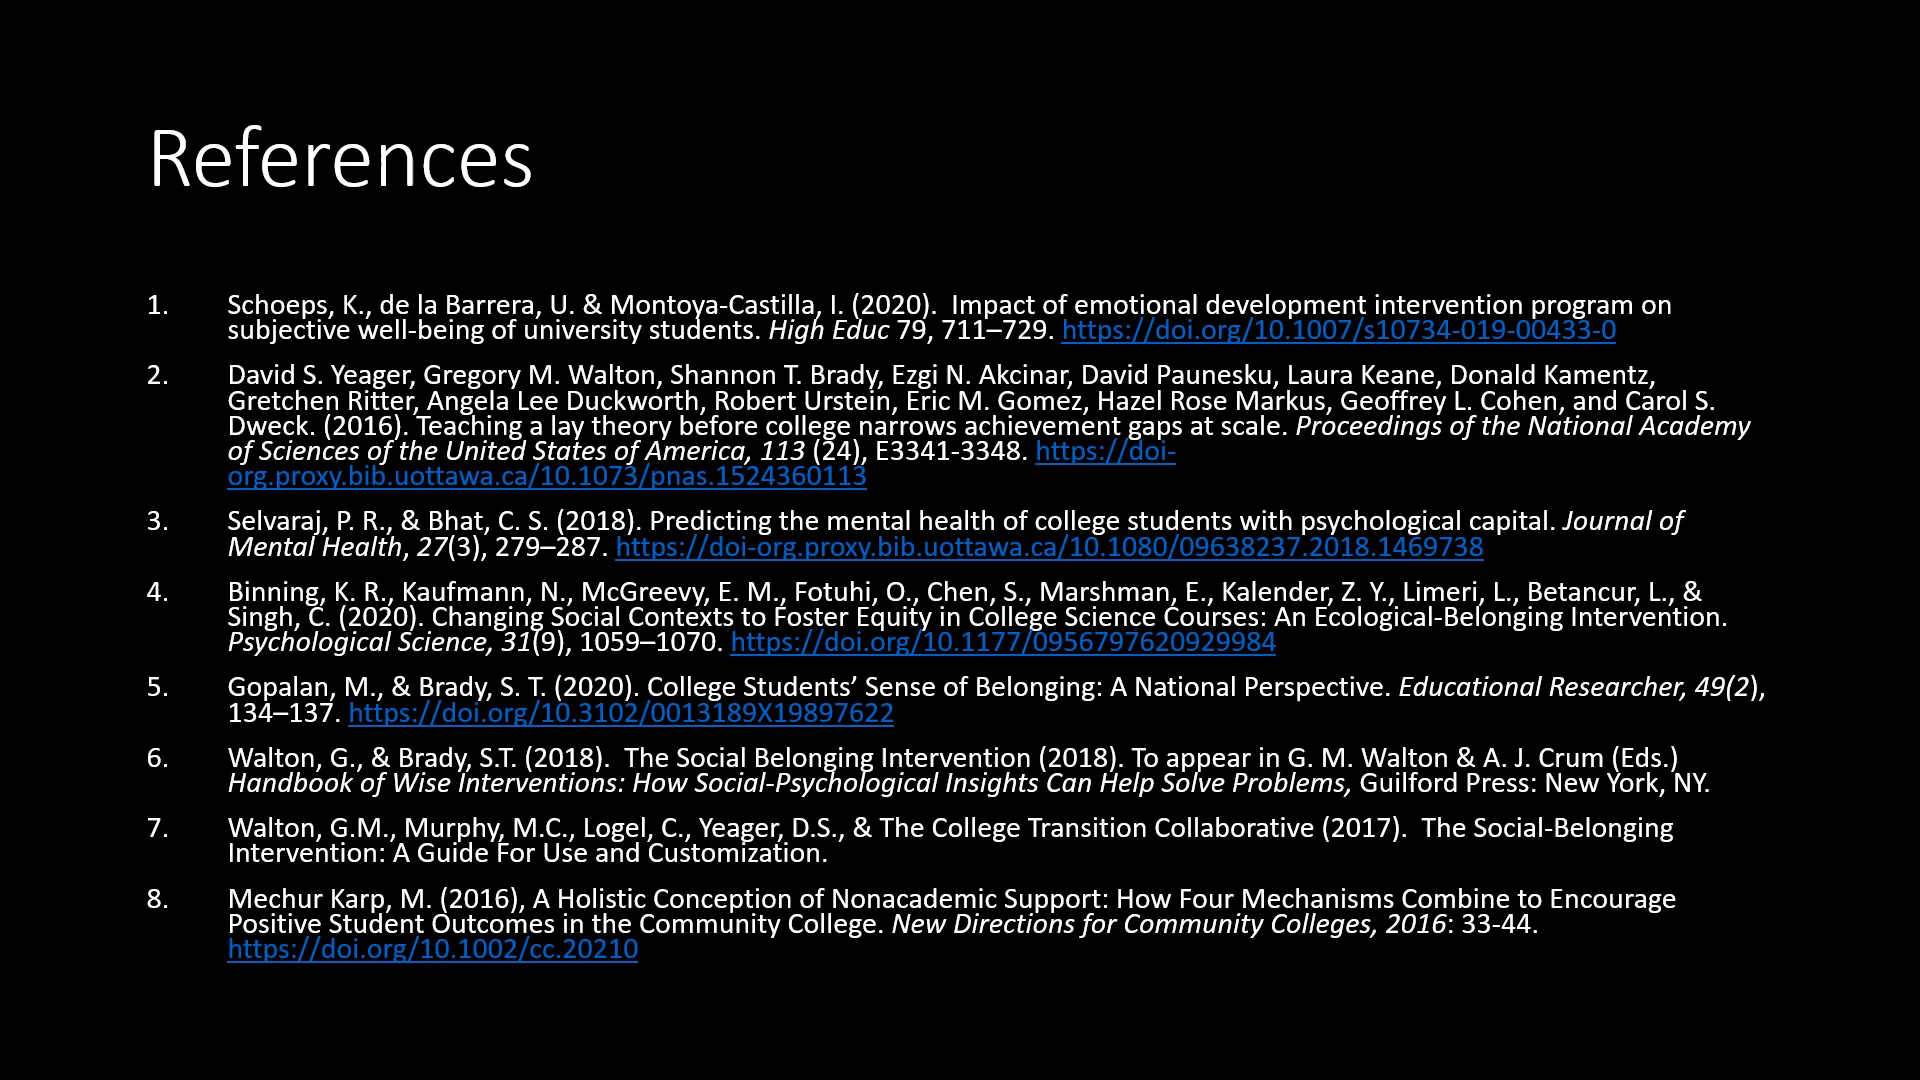 References
1. Schoeps, K., de la Barrera, U. & Montoya-Castilla, I. (2020).  Impact of emotional development intervention program on
subjective well-being of university students. High Educ 79, 711–729. https://doi.org/10.1007/s10734-019-00433-0
2. David S. Yeager, Gregory M. Walton, Shannon T. Brady, Ezgi N. Akcinar, David Paunesku, Laura Keane, Donald Kamentz,
Gretchen Ritter, Angela Lee Duckworth, Robert Urstein, Eric M. Gomez, Hazel Rose Markus, Geoffrey L. Cohen, and Carol S.
Dweck. (2016). Teaching a lay theory before college narrows achievement gaps at scale. Proceedings of the National Academy
of Sciences of the United States of America, 113 (24), E3341-3348. https://doi-
org.proxy.bib.uottawa.ca/10.1073/pnas.1524360113
3. Selvaraj, P. R., & Bhat, C. S. (2018). Predicting the mental health of college students with psychological capital. Journal of
Mental Health, 27(3), 279–287. https://doi-org.proxy.bib.uottawa.ca/10.1080/09638237.2018.1469738
4. Binning, K. R., Kaufmann, N., McGreevy, E. M., Fotuhi, O., Chen, S., Marshman, E., Kalender, Z. Y., Limeri, L., Betancur, L., &
Singh, C. (2020). Changing Social Contexts to Foster Equity in College Science Courses: An Ecological-Belonging Intervention.
Psychological Science, 31(9), 1059–1070. https://doi.org/10.1177/0956797620929984
5. Gopalan, M., & Brady, S. T. (2020). College Students’ Sense of Belonging: A National Perspective. Educational Researcher, 49(2),
134–137. https://doi.org/10.3102/0013189X19897622
6. Walton, G., & Brady, S.T. (2018).  The Social Belonging Intervention (2018). To appear in G. M. Walton & A. J. Crum (Eds.)
Handbook of Wise Interventions: How Social-Psychological Insights Can Help Solve Problems, Guilford Press: New York, NY.
7. Walton, G.M., Murphy, M.C., Logel, C., Yeager, D.S., & The College Transition Collaborative (2017).  The Social-Belonging
Intervention: A Guide For Use and Customization.
8. Mechur Karp, M. (2016), A Holistic Conception of Nonacademic Support: How Four Mechanisms Combine to Encourage
Positive Student Outcomes in the Community College. New Directions for Community Colleges, 2016: 33-44.
https://doi.org/10.1002/cc.20210